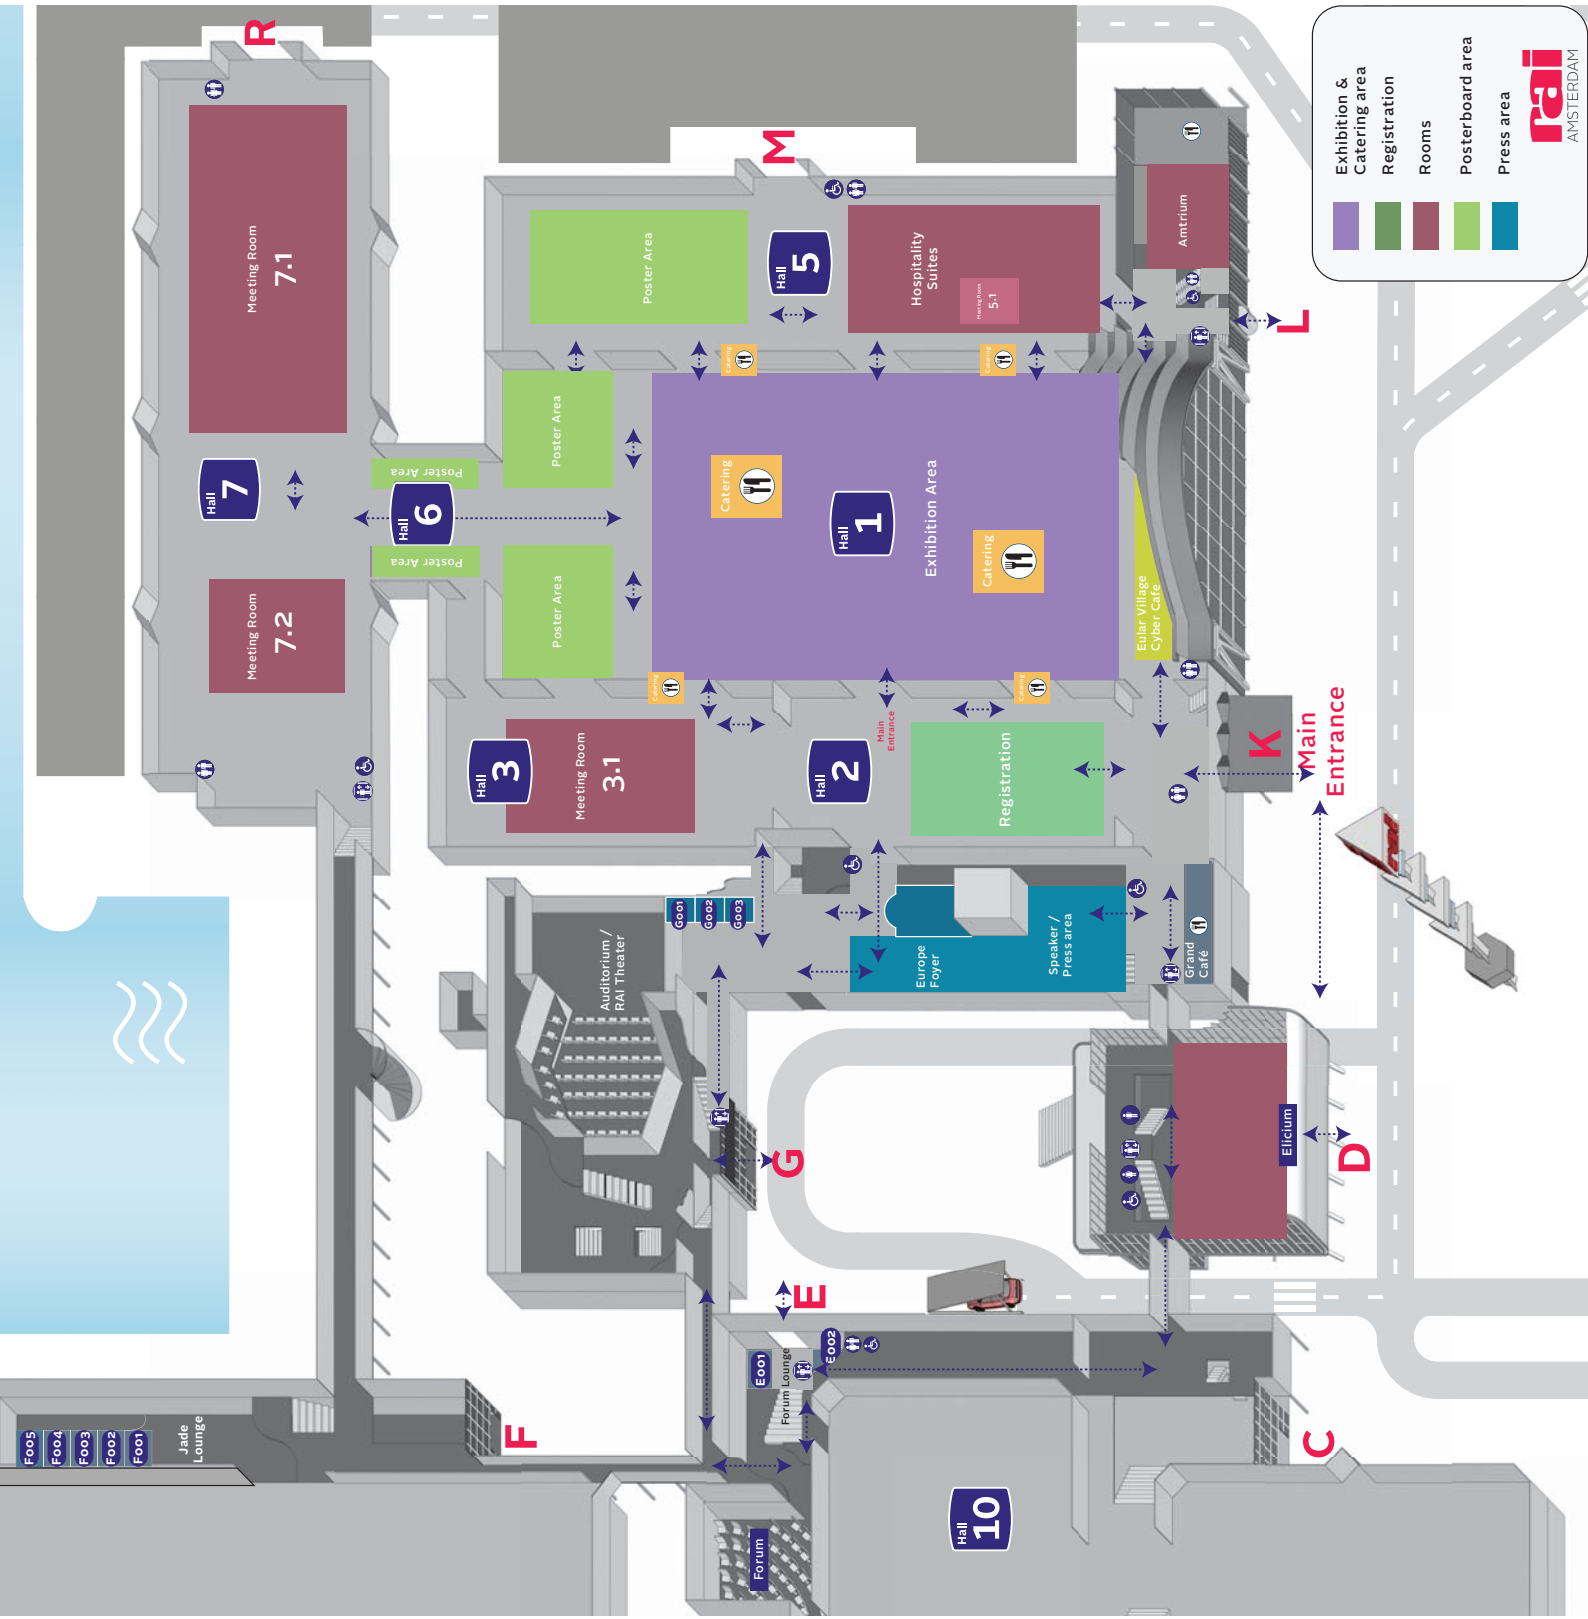 R
Meeting Room
7.1
Hall
7
Meeting Room
7.2
Poster Area
Hall
6
Poster Area
M
Poster Area
Hall
5
Hospitality
Suites
Meeting Room
5.1
Amtrium
L
Catering
Catering
Poster Area
Poster Area
Catering
Hall
1
Exhibition Area
Catering
Eular Village
Cyber Cafe
Catering
Catering
Hall
3
Meeting Room
3.1
Hall
2
Main
Entrance
Registration
K
Main
Entrance
G001
G002
G003
Auditorium /
RAI Theater
Europe
Foyer
Speaker /
Press area
Grand
Café
G
Elicium
D
E
E001
E002
Forum Lounge
F005
F004
F003
F002
F001
Jade
Lounge
F
C
Hall
10
Forum
Exhibition &
Catering area
Registration
Rooms
Posterboard area
Press area
rai
AMSTERDAM